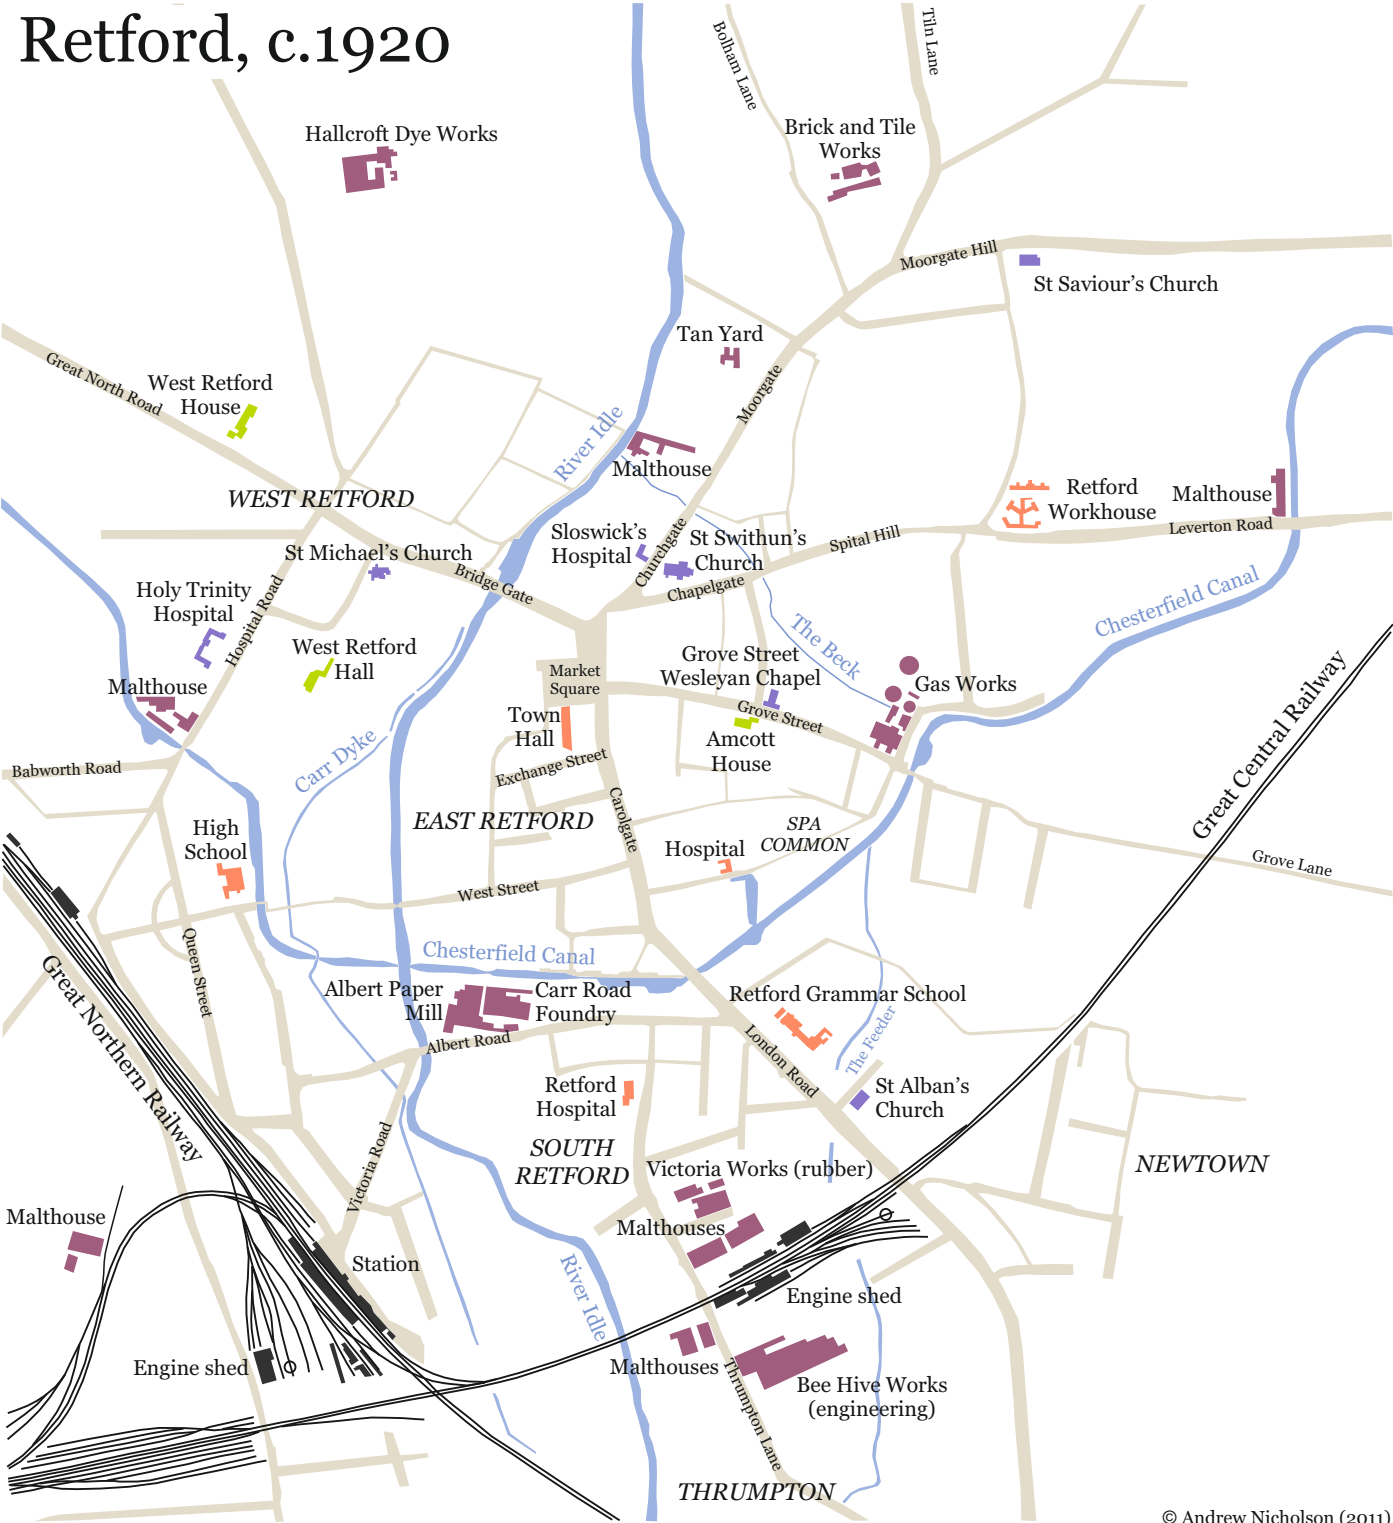 Retford, c.1920
Bolham Lane
Tiln Lane
Hallcroft Dye Works
Brick and Tile
Works
Moorgate Hill
St Saviour's Church
Tan Yard
Great North Road
West Retford
House
Moorgate
River Idle
Malthouse
WEST RETFORD
Retford
Workhouse
Malthouse
Leverton Road
Sloswick's
Hospital
Churchgate
St Swithun's
Church
Spital Hill
St Michael's Church
Bridge Gate
Chapelgate
Holy Trinity
Hospital
Hospital Road
Chesterfield Canal
The Beck
West Retford
Hall
Grove Street
Wesleyan Chapel
Market
Square
Malthouse
Gas Works
Great Central Railway
Town
Hall
Grove Street
Amcott
House
Carr Dyke
Babworth Road
Exchange Street
Carolgate
EAST RETFORD
SPA
COMMON
High
School
Hospital
Grove Lane
West Street
Queen Street
Chesterfield Canal
Great Northern Railway
Albert Paper
Mill
Carr Road
Foundry
Retford Grammar School
Albert Road
London Road
The Feeder
Retford
Hospital
St Alban's
Church
Victoria Road
SOUTH
RETFORD
Victoria Works (rubber)
NEWTOWN
Malthouse
Malthouses
Station
River Idle
Engine shed
Engine shed
Malthouses
Thrumpton Lane
Bee Hive Works
(engineering)
THRUMPTON
© Andrew Nicholson (2011)